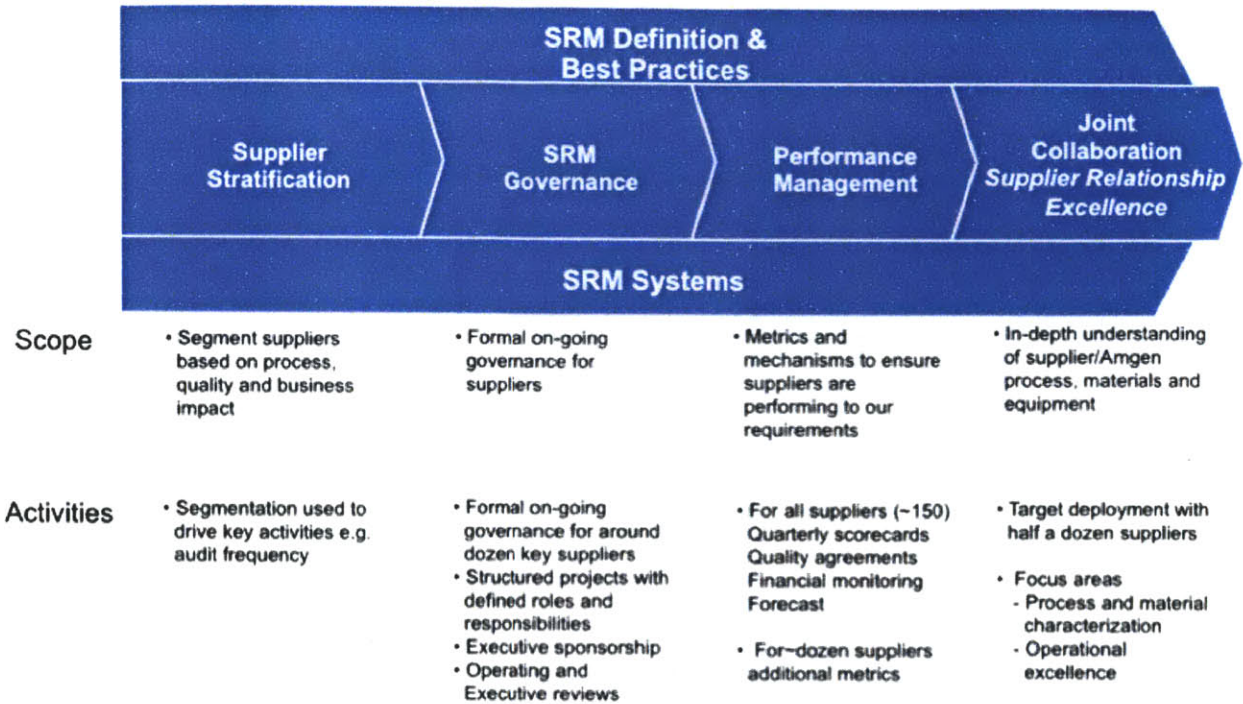 SRM Definition &
Best Practices
Supplier
Stratification
SRM
Governance
Performance
Management
Joint
Collaboration
Supplier Relationship
Excellence
SRM Systems
Scope
• Segment suppliers
based on process,
quality and business
impact
• Formal on-going
governance for
suppliers
• Metrics and
mechanisms to ensure
suppliers are
performing to our
requirements
• In-depth understanding
of supplier/Amgen
process, materials and
equipment
Activities
• Segmentation used to
drive key activities e.g.
audit frequency
• Formal on-going
governance for around
dozen key suppliers
• Structured projects with
defined roles and
responsibilities
• Executive sponsorship
• Operating and
Executive reviews
• For all suppliers (~150)
Quarterly scorecards
Quality agreements
Financial monitoring
Forecast
• For~dozen suppliers
additional metrics
• Target deployment with
half a dozen suppliers
• Focus areas
- Process and material
characterization
- Operational
excellence